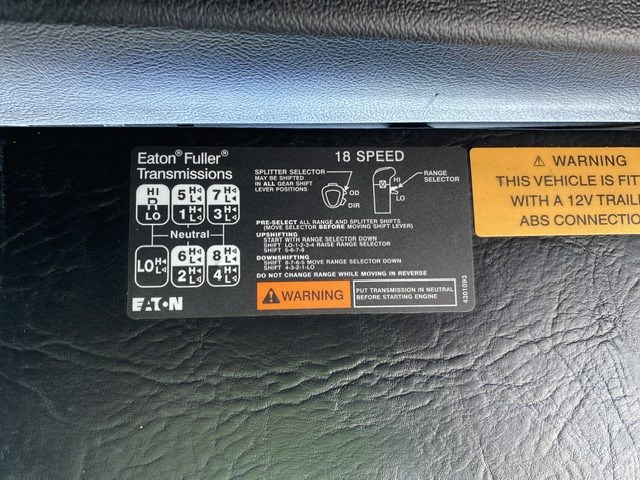 Eaton® Fuller®
Transmissions
18 SPEED
SPLITTER SELECTOR
MAY BE SHIFTED
IN ALL GEAR SHIFT
LEVER POSITIONS
OD
DIR
HI
S
LO
RANGE
SELECTOR
HI
R
LO
5 H L
7 H L
1 H L
3 H L
Neutral
LO H L
6 H L
8 H L
2 H L
4 H L
PRE-SELECT ALL RANGE AND SPLITTER SHIFTS
(MOVE SELECTOR BEFORE MOVING SHIFT LEVER)
UPSHIFTING
START WITH RANGE SELECTOR DOWN
SHIFT LO-1-2-3-4 RAISE RANGE SELECTOR
SHIFT 5-6-7-8
DOWNSHIFTING
SHIFT 8-7-6-5 MOVE RANGE SELECTOR DOWN
SHIFT 4-3-2-1-LO
DO NOT CHANGE RANGE WHILE MOVING IN REVERSE
EATON
⚠ WARNING
PUT TRANSMISSION IN NEUTRAL
BEFORE STARTING ENGINE
4301093
⚠ WARNING
THIS VEHICLE IS FIT
WITH A 12V TRAIL
ABS CONNECTIO